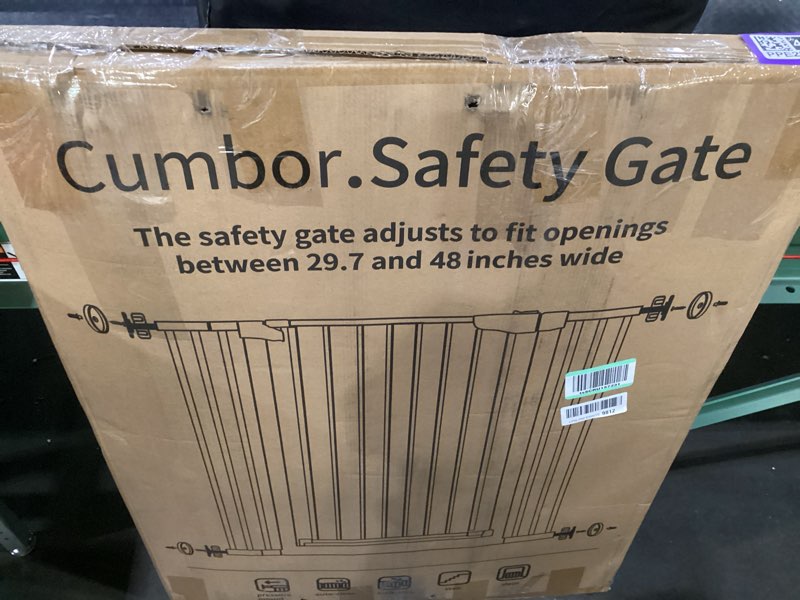 Cumbor.Safety Gate
The safety gate adjusts to fit openings
between 29.7 and 48 inches wide